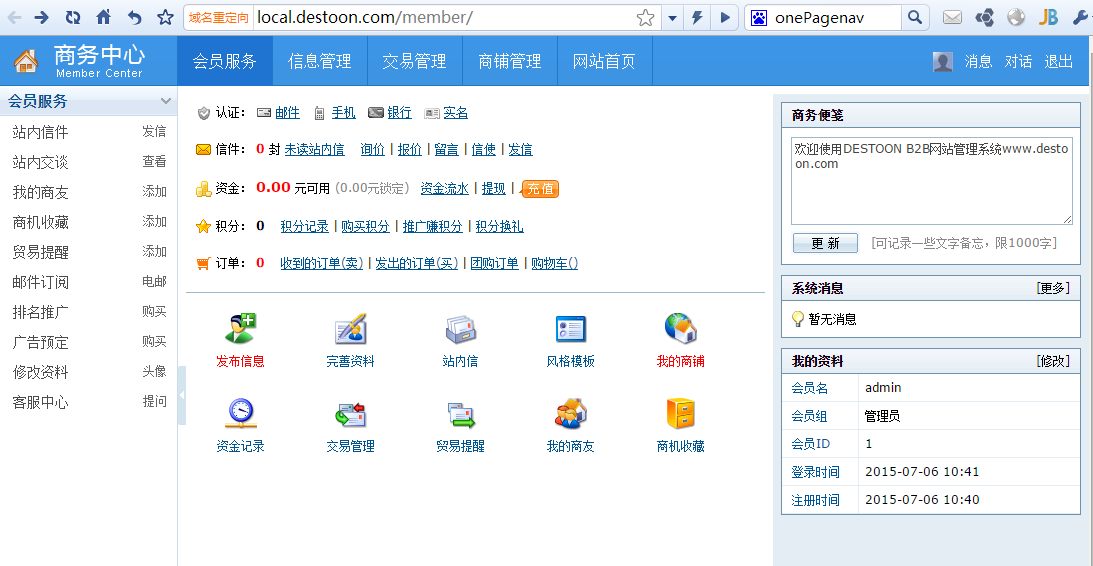 域名重定向 local.destoon.com/member/ onePagenav JB
商务中心 会员服务 信息管理 交易管理 商铺管理 网站首页 消息 对话 退出
Member Center
会员服务
站内信件 发信
站内交谈 查看
我的商友 添加
商机收藏 添加
贸易提醒 添加
邮件订阅 电邮
排名推广 购买
广告预定 购买
修改资料 头像
客服中心 提问
认证： 邮件 手机 银行 实名
信件： 0 封 未读站内信 询价 | 报价 | 留言 | 信使 | 发信
资金： 0.00 元可用 (0.00元锁定) 资金流水 | 提现 | 充值
积分： 0 积分记录 | 购买积分 | 推广赚积分 | 积分换礼
订单： 0 收到的订单(卖) | 发出的订单(买) | 团购订单 | 购物车()
发布信息 完善资料 站内信 风格模板 我的商铺
资金记录 交易管理 贸易提醒 我的商友 商机收藏
商务便笺
欢迎使用DESTOON B2B网站管理系统www.desto
on.com
更 新 [可记录一些文字备忘，限1000字]
系统消息 [更多]
暂无消息
我的资料 [修改]
会员名 admin
会员组 管理员
会员ID 1
登录时间 2015-07-06 10:41
注册时间 2015-07-06 10:40